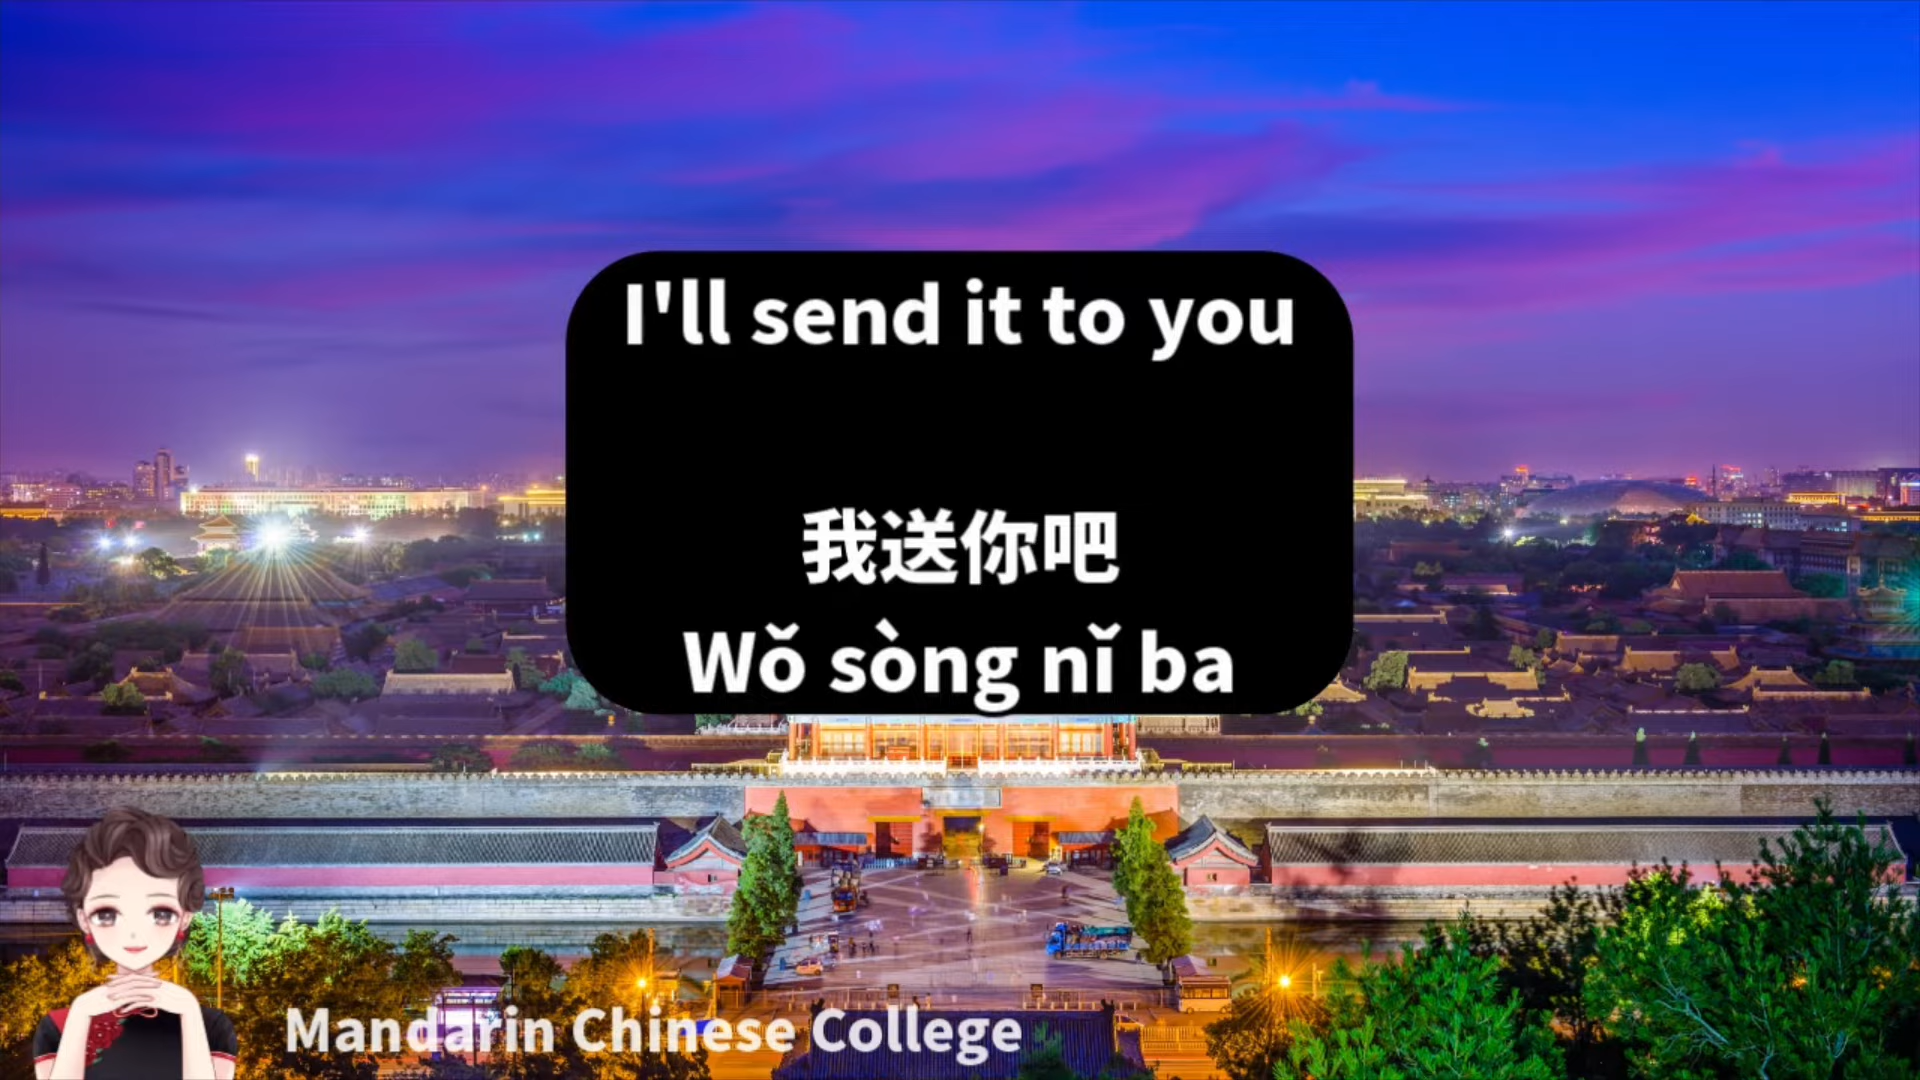 I'll send it to you
我送你吧
Wǒ sòng nǐ ba
Mandarin Chinese College